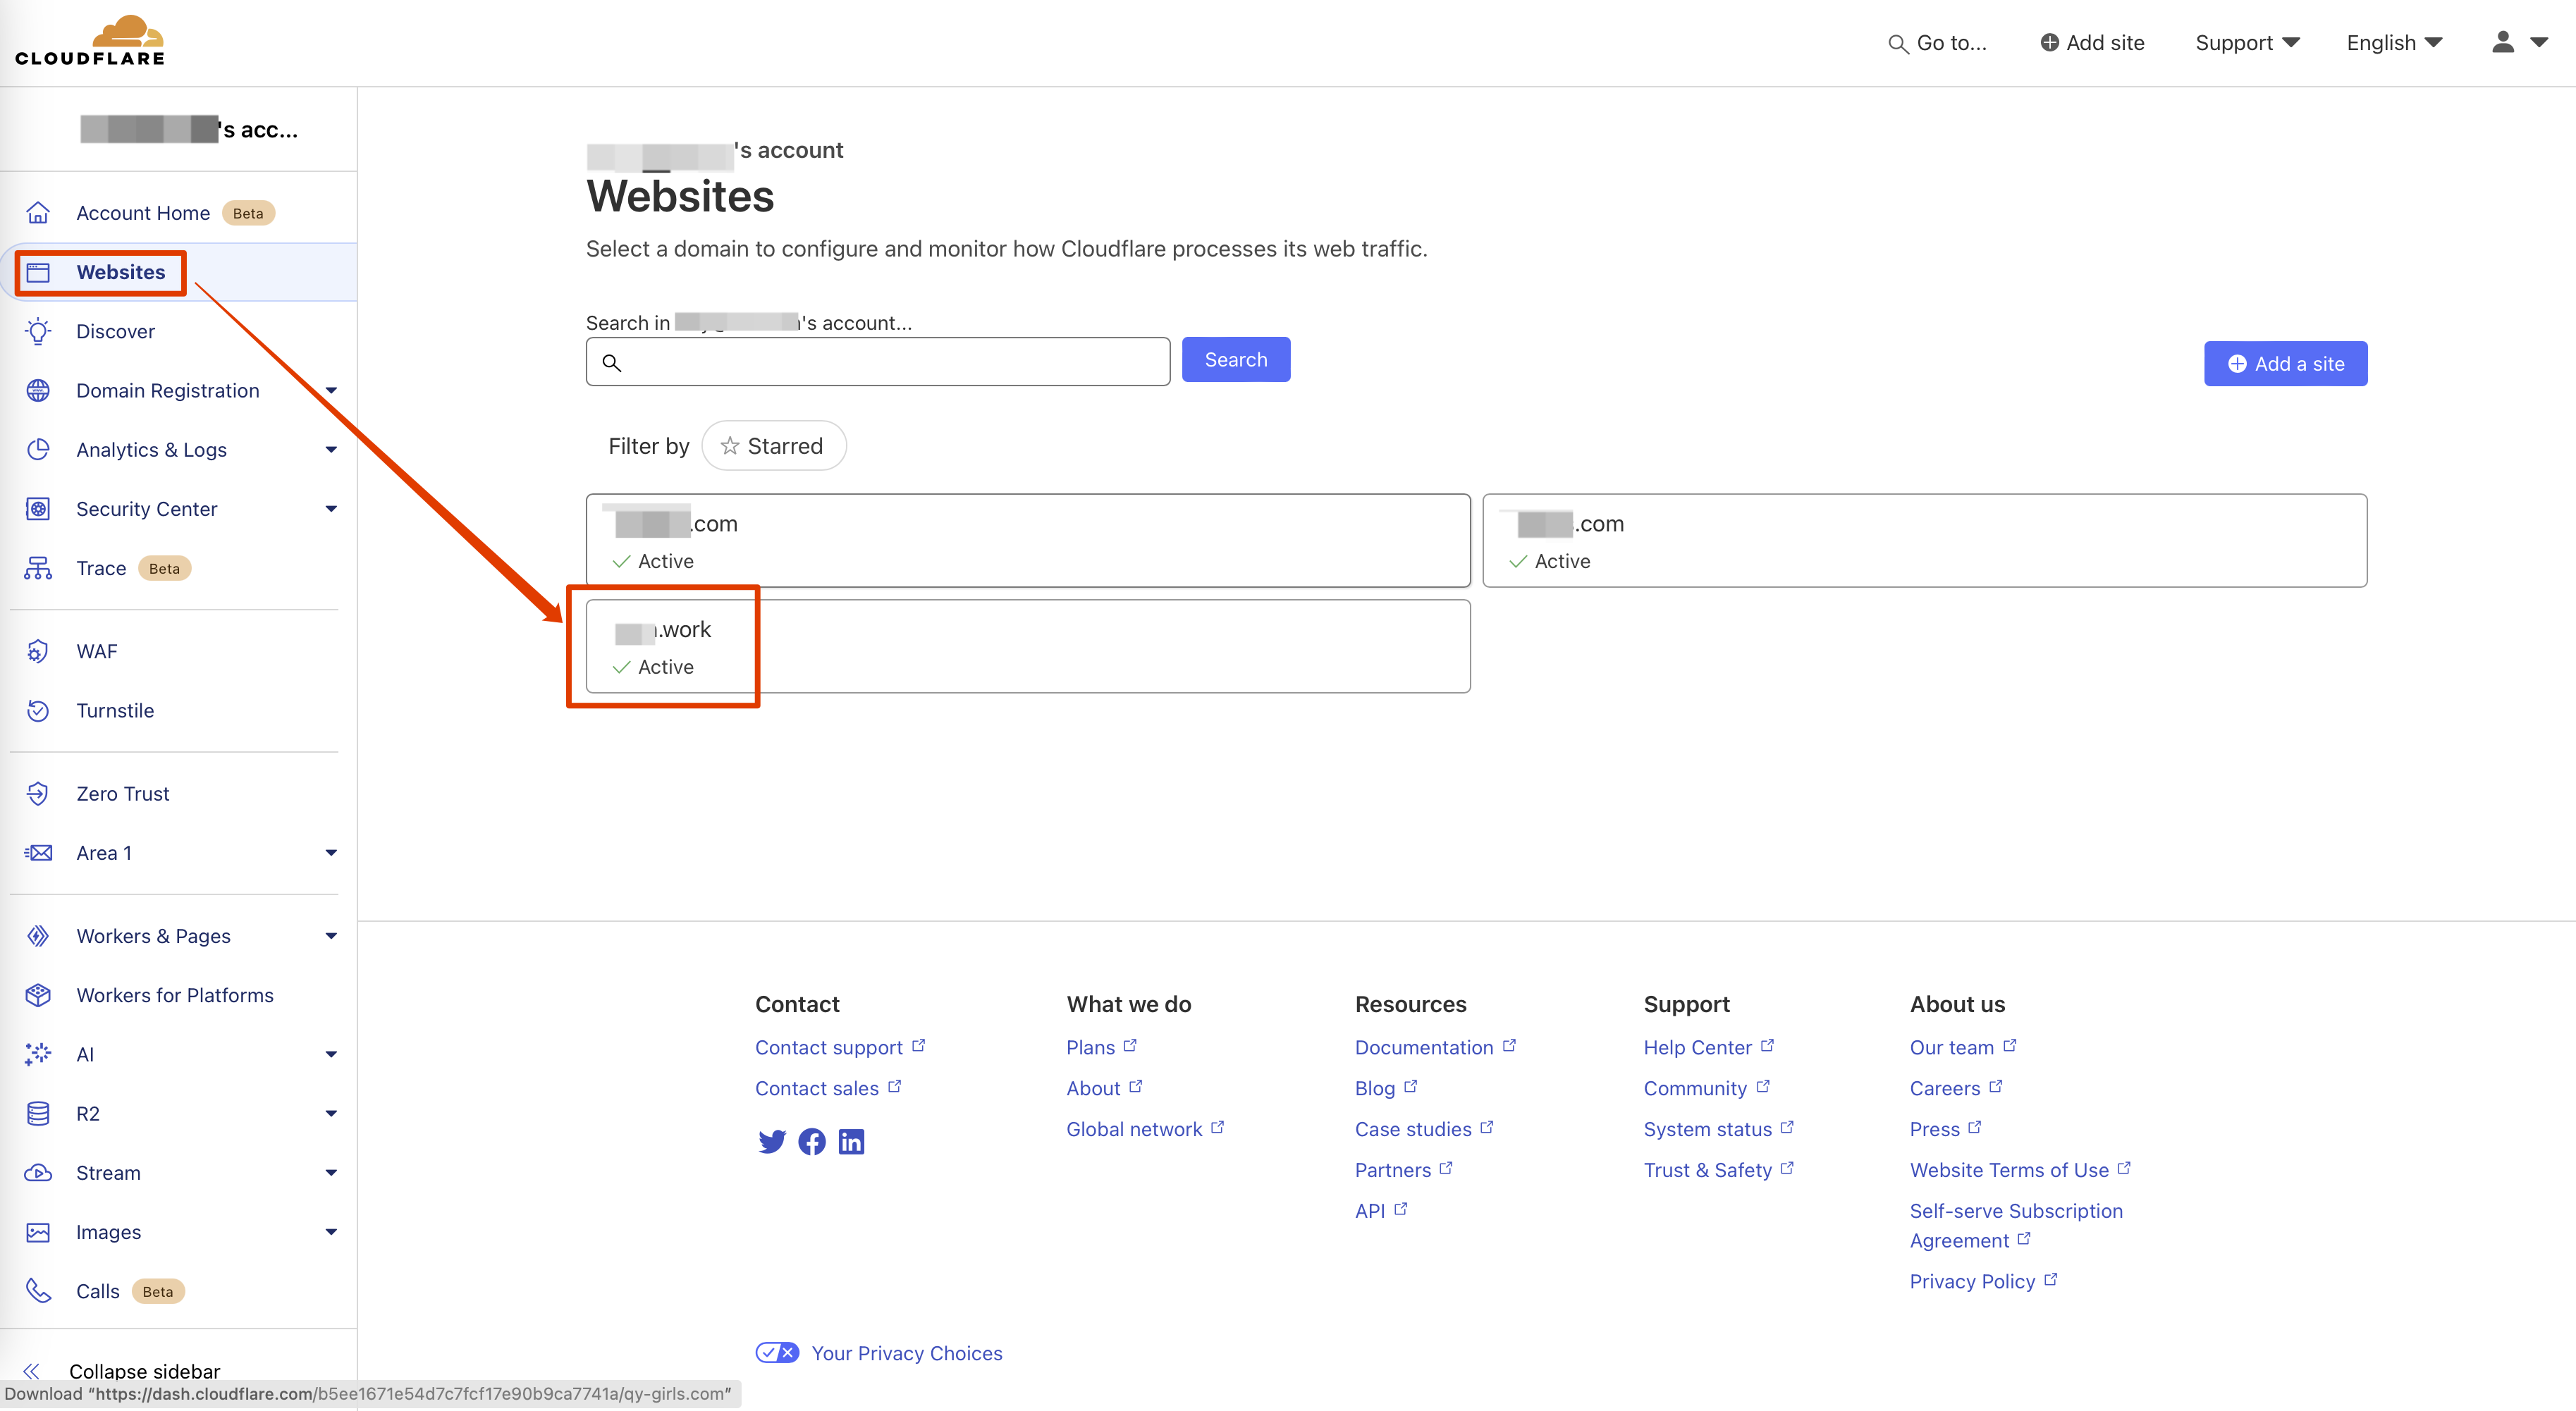 CLOUDFLARE
Go to...
Add site
Support
English
's acc...
Account Home Beta
Websites
Discover
Domain Registration
Analytics & Logs
Security Center
Trace Beta
WAF
Turnstile
Zero Trust
Area 1
Workers & Pages
Workers for Platforms
AI
R2
Stream
Images
Calls Beta
Collapse sidebar
's account
Websites
Select a domain to configure and monitor how Cloudflare processes its web traffic.
Search in 's account...
Search
Add a site
Filter by Starred
.com
Active
.com
Active
.work
Active
Contact
Contact support
Contact sales
What we do
Plans
About
Global network
Resources
Documentation
Blog
Case studies
Partners
API
Support
Help Center
Community
System status
Trust & Safety
About us
Our team
Careers
Press
Website Terms of Use
Self-serve Subscription
Agreement
Privacy Policy
Your Privacy Choices
Download “https://dash.cloudflare.com/b5ee1671e54d7c7fcf17e90b9ca7741a/qy-girls.com”